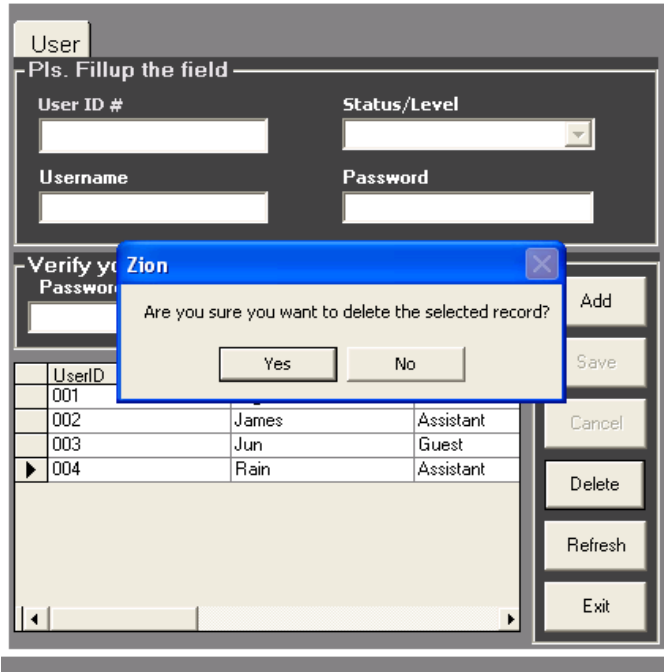 User
Pls. Fillup the field
User ID #
Status/Level
Username
Password
Verify
Zion
Are you sure you want to delete the selected record?
Yes
No
Add
Save
Cancel
Delete
Refresh
Exit
UserID
001
002 James Assistant
003 Jun Guest
004 Rain Assistant